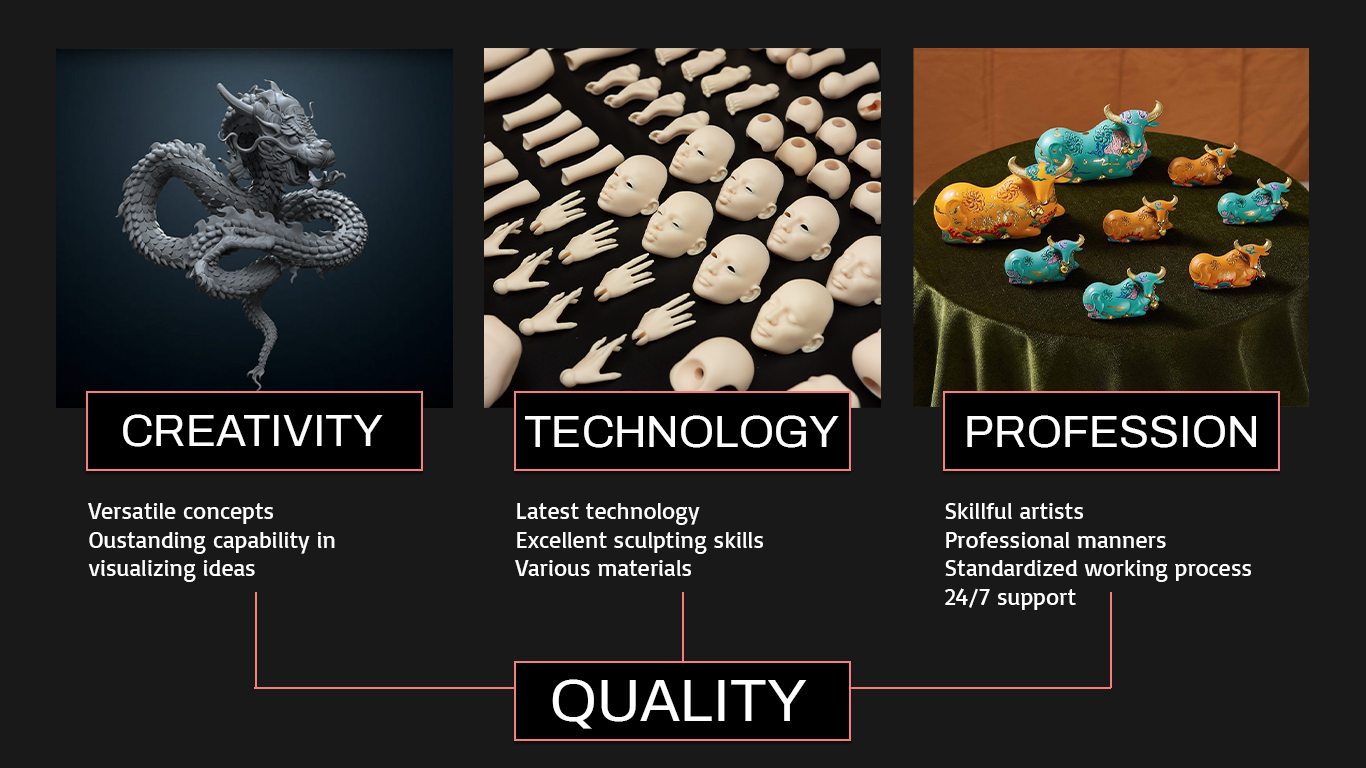 CREATIVITY
Versatile concepts
Oustanding capability in
visualizing ideas
TECHNOLOGY
Latest technology
Excellent sculpting skills
Various materials
PROFESSION
Skillful artists
Professional manners
Standardized working process
24/7 support
QUALITY